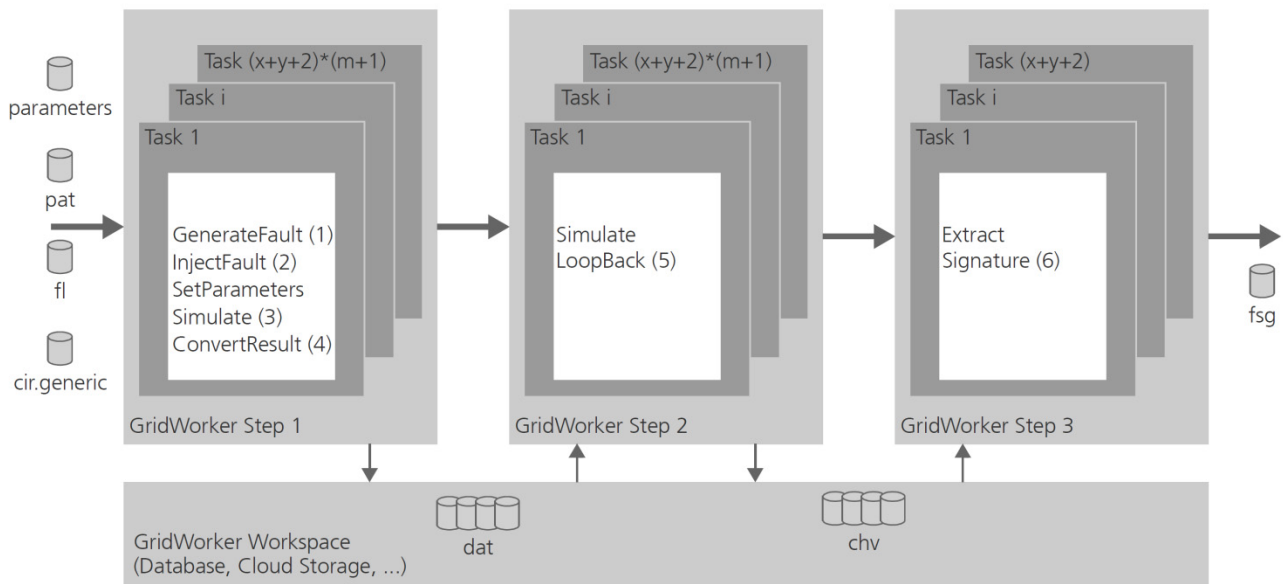 parameters
pat
fl
cir.generic
Task (x+y+2)*(m+1)
Task i
Task 1
GenerateFault (1)
InjectFault (2)
SetParameters
Simulate (3)
ConvertResult (4)
GridWorker Step 1
Task (x+y+2)*(m+1)
Task i
Task 1
Simulate
LoopBack (5)
GridWorker Step 2
Task (x+y+2)
Task i
Task 1
Extract
Signature (6)
GridWorker Step 3
fsg
dat
chv
GridWorker Workspace
(Database, Cloud Storage, ...)